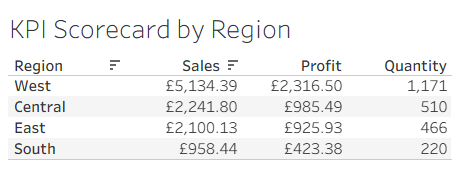 KPI Scorecard by Region
Region Sales Profit Quantity
West £5,134.39 £2,316.50 1,171
Central £2,241.80 £985.49 510
East £2,100.13 £925.93 466
South £958.44 £423.38 220